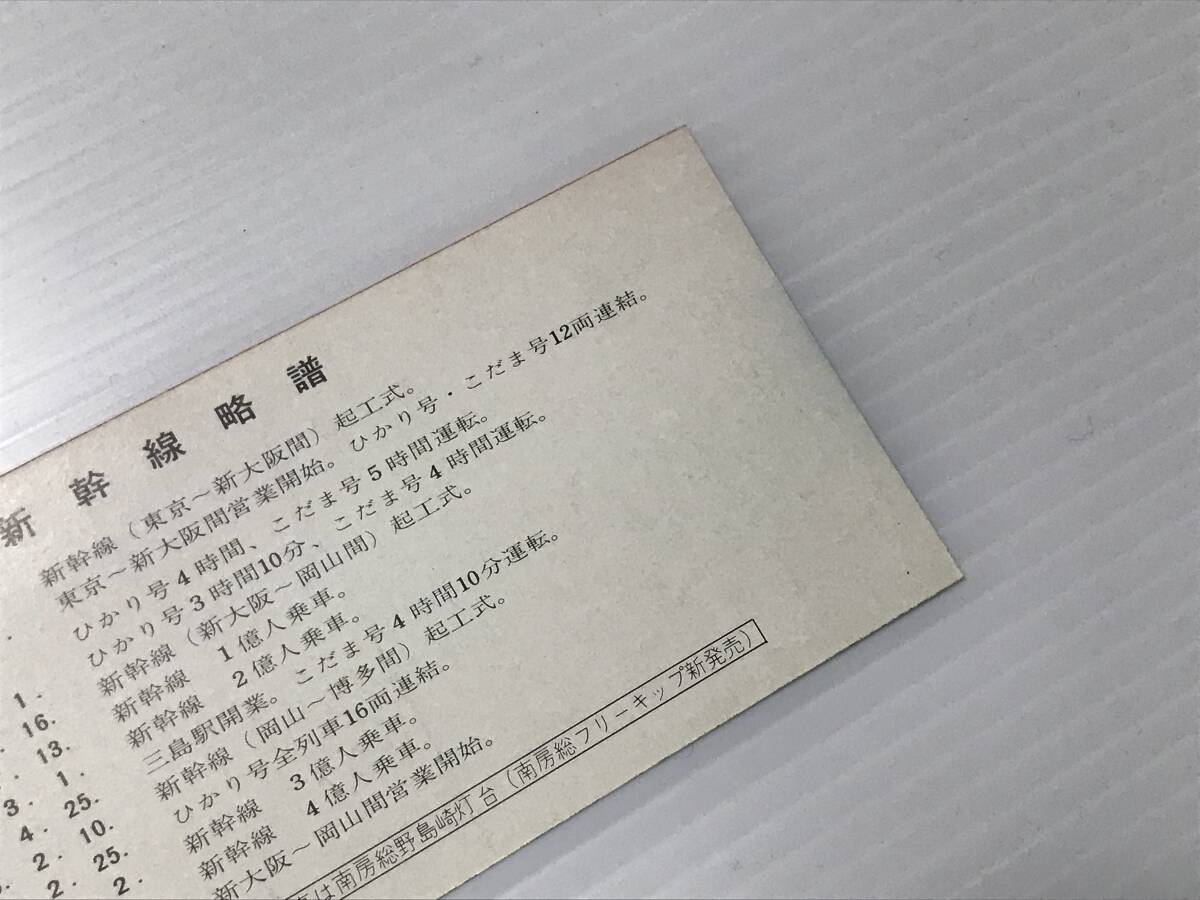 新幹線略譜
新幹線（東京～新大阪間）起工式。
東京～新大阪間営業開始。ひかり号・こだま号12両連結。
ひかり号4時間、こだま号5時間運転。
1. ひかり号3時間10分、こだま号4時間運転。
16. 新幹線（新大阪～岡山間）起工式。
13. 新幹線 1億人乗車。
3. 1. 新幹線 2億人乗車。
4. 25. 三島駅開業。こだま号4時間10分運転。
2. 10. 新幹線（岡山～博多間）起工式。
2. 25. ひかり号全列車16両連結。
2. 新幹線 3億人乗車。
新幹線 4億人乗車。
新大阪～岡山間営業開始。
は南房総野島崎灯台（南房総フリーキップ新発売）